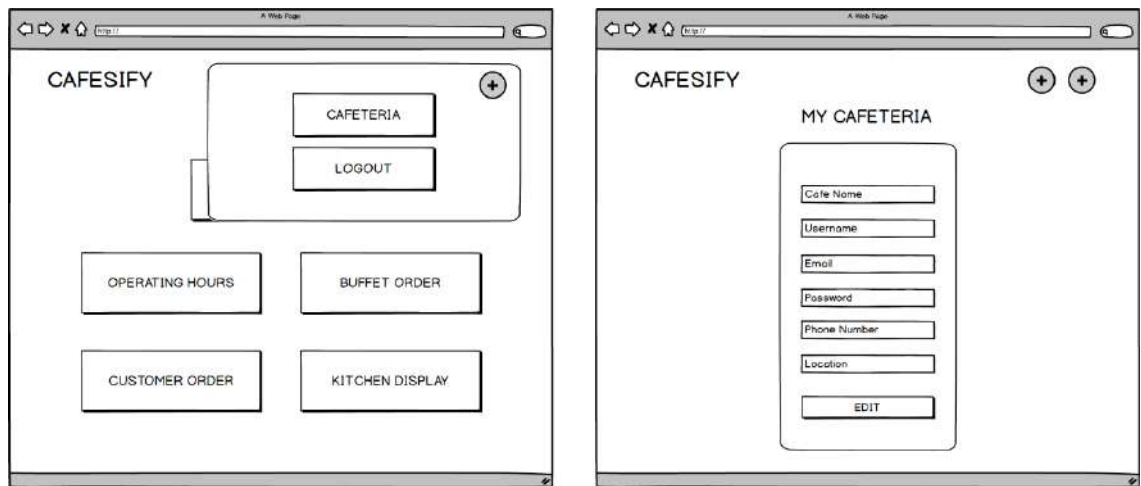 A Web Page
http://
CAFESIFY
CAFETERIA
LOGOUT
OPERATING HOURS
BUFFET ORDER
CUSTOMER ORDER
KITCHEN DISPLAY
A Web Page
http://
CAFESIFY
MY CAFETERIA
Cafe Name
Username
Email
Password
Phone Number
Location
EDIT